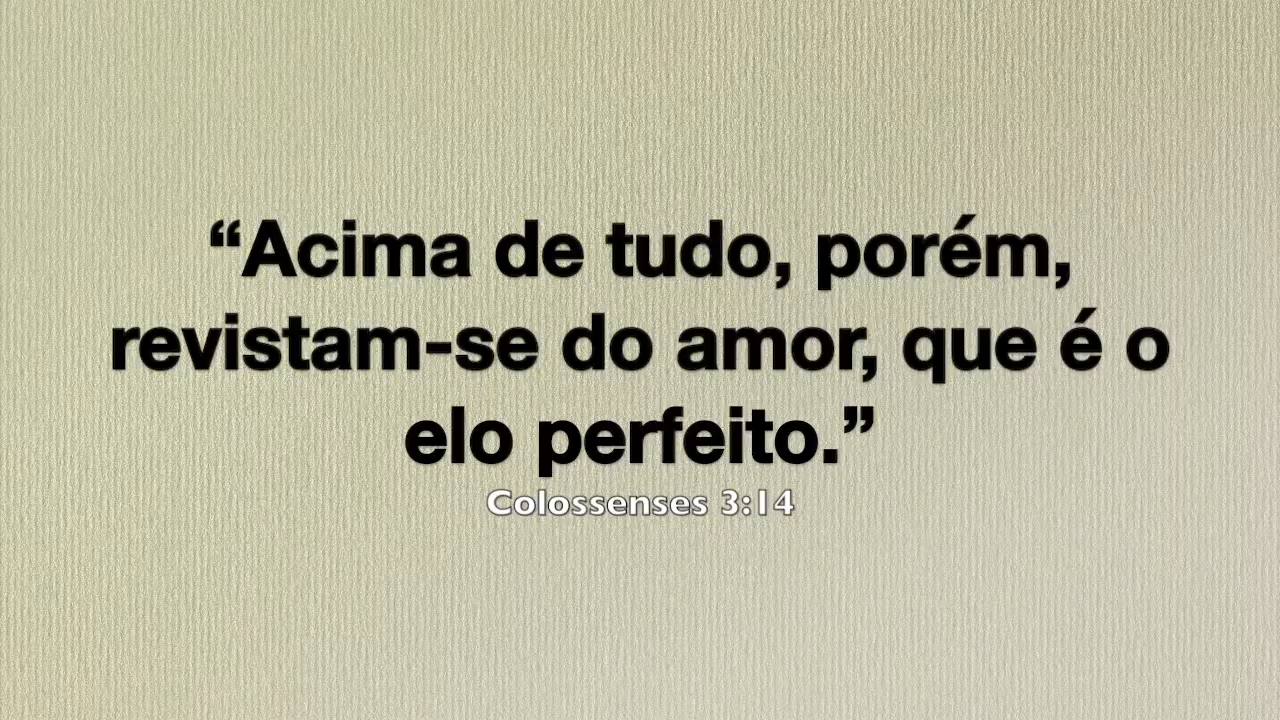 “Acima de tudo, porém,
revistam-se do amor, que é o
elo perfeito.”
Colossenses 3:14